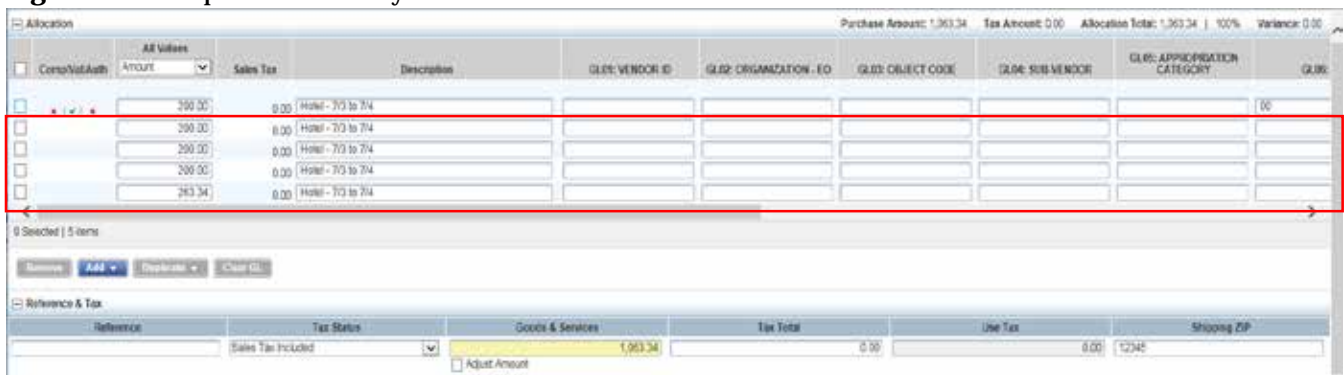 Allocation Purchase Amount: 1,063.34 Tax Amount: 0.00 Allocation Total: 1,063.34 | 100% Variance: 0.00
All Values
Comp|Val|Auth Amount Sales Tax Description GL01: VENDOR ID GL02: ORGANIZATION - EO GL03: OBJECT CODE GL04: SUB-VENDOR GL05: APPROPRIATION CATEGORY GL06:
200.00 0.00 Hotel - 7/3 to 7/4 00
200.00 0.00 Hotel - 7/3 to 7/4
200.00 0.00 Hotel - 7/3 to 7/4
200.00 0.00 Hotel - 7/3 to 7/4
263.34 0.00 Hotel - 7/3 to 7/4
0 Selected | 5 items
Remove Add Duplicate Clear GL
Reference & Tax
Reference Tax Status Goods & Services Tax Total Use Tax Shipping ZIP
Sales Tax Included 1,063.34 0.00 0.00 12345
Adjust Amount